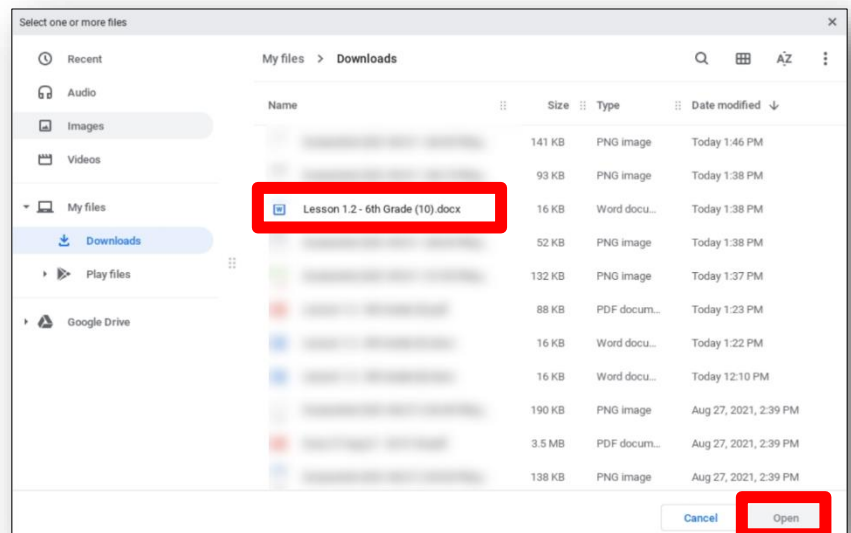 Select one or more files
Recent
Audio
Images
Videos
My files
Downloads
Play files
Google Drive
My files > Downloads
AZ
Name Size Type Date modified
141 KB PNG image Today 1:46 PM
93 KB PNG image Today 1:38 PM
Lesson 1.2 - 6th Grade (10).docx 16 KB Word docu... Today 1:38 PM
52 KB PNG image Today 1:38 PM
132 KB PNG image Today 1:37 PM
88 KB PDF docum... Today 1:23 PM
16 KB Word docu... Today 1:22 PM
16 KB Word docu... Today 12:10 PM
190 KB PNG image Aug 27, 2021, 2:39 PM
3.5 MB PDF docum... Aug 27, 2021, 2:39 PM
138 KB PNG image Aug 27, 2021, 2:39 PM
Cancel Open